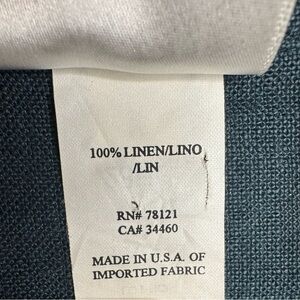 100% LINEN/LINO
/LIN
RN# 78121
CA# 34460
MADE IN U.S.A. OF
IMPORTED FABRIC